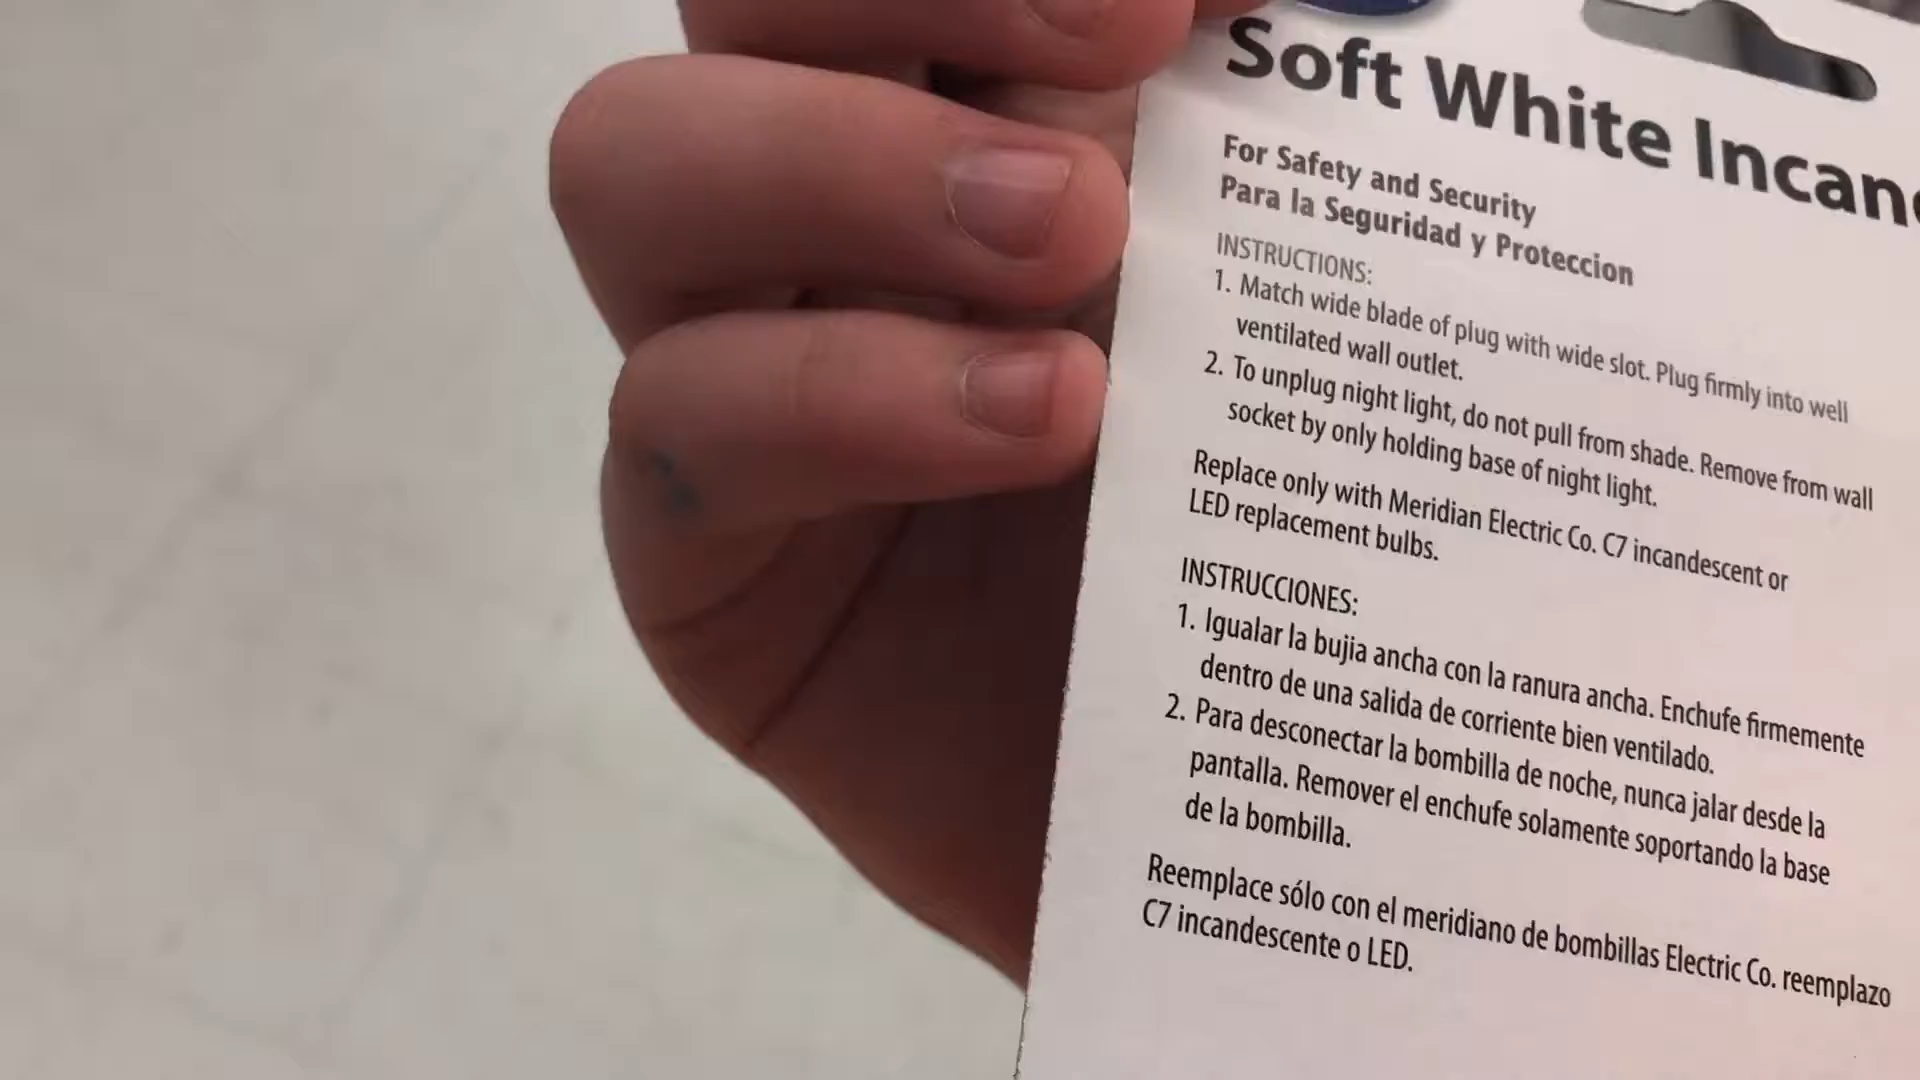 Soft White Incan
For Safety and Security
Para la Seguridad y Proteccion
INSTRUCTIONS:
1. Match wide blade of plug with wide slot. Plug firmly into well
ventilated wall outlet.
2. To unplug night light, do not pull from shade. Remove from wall
socket by only holding base of night light.
Replace only with Meridian Electric Co. C7 incandescent or
LED replacement bulbs.
INSTRUCCIONES:
1. Igualar la bujia ancha con la ranura ancha. Enchufe firmemente
dentro de una salida de corriente bien ventilado.
2. Para desconectar la bombilla de noche, nunca jalar desde la
pantalla. Remover el enchufe solamente soportando la base
de la bombilla.
Reemplace sólo con el meridiano de bombillas Electric Co. reemplazo
C7 incandescente o LED.